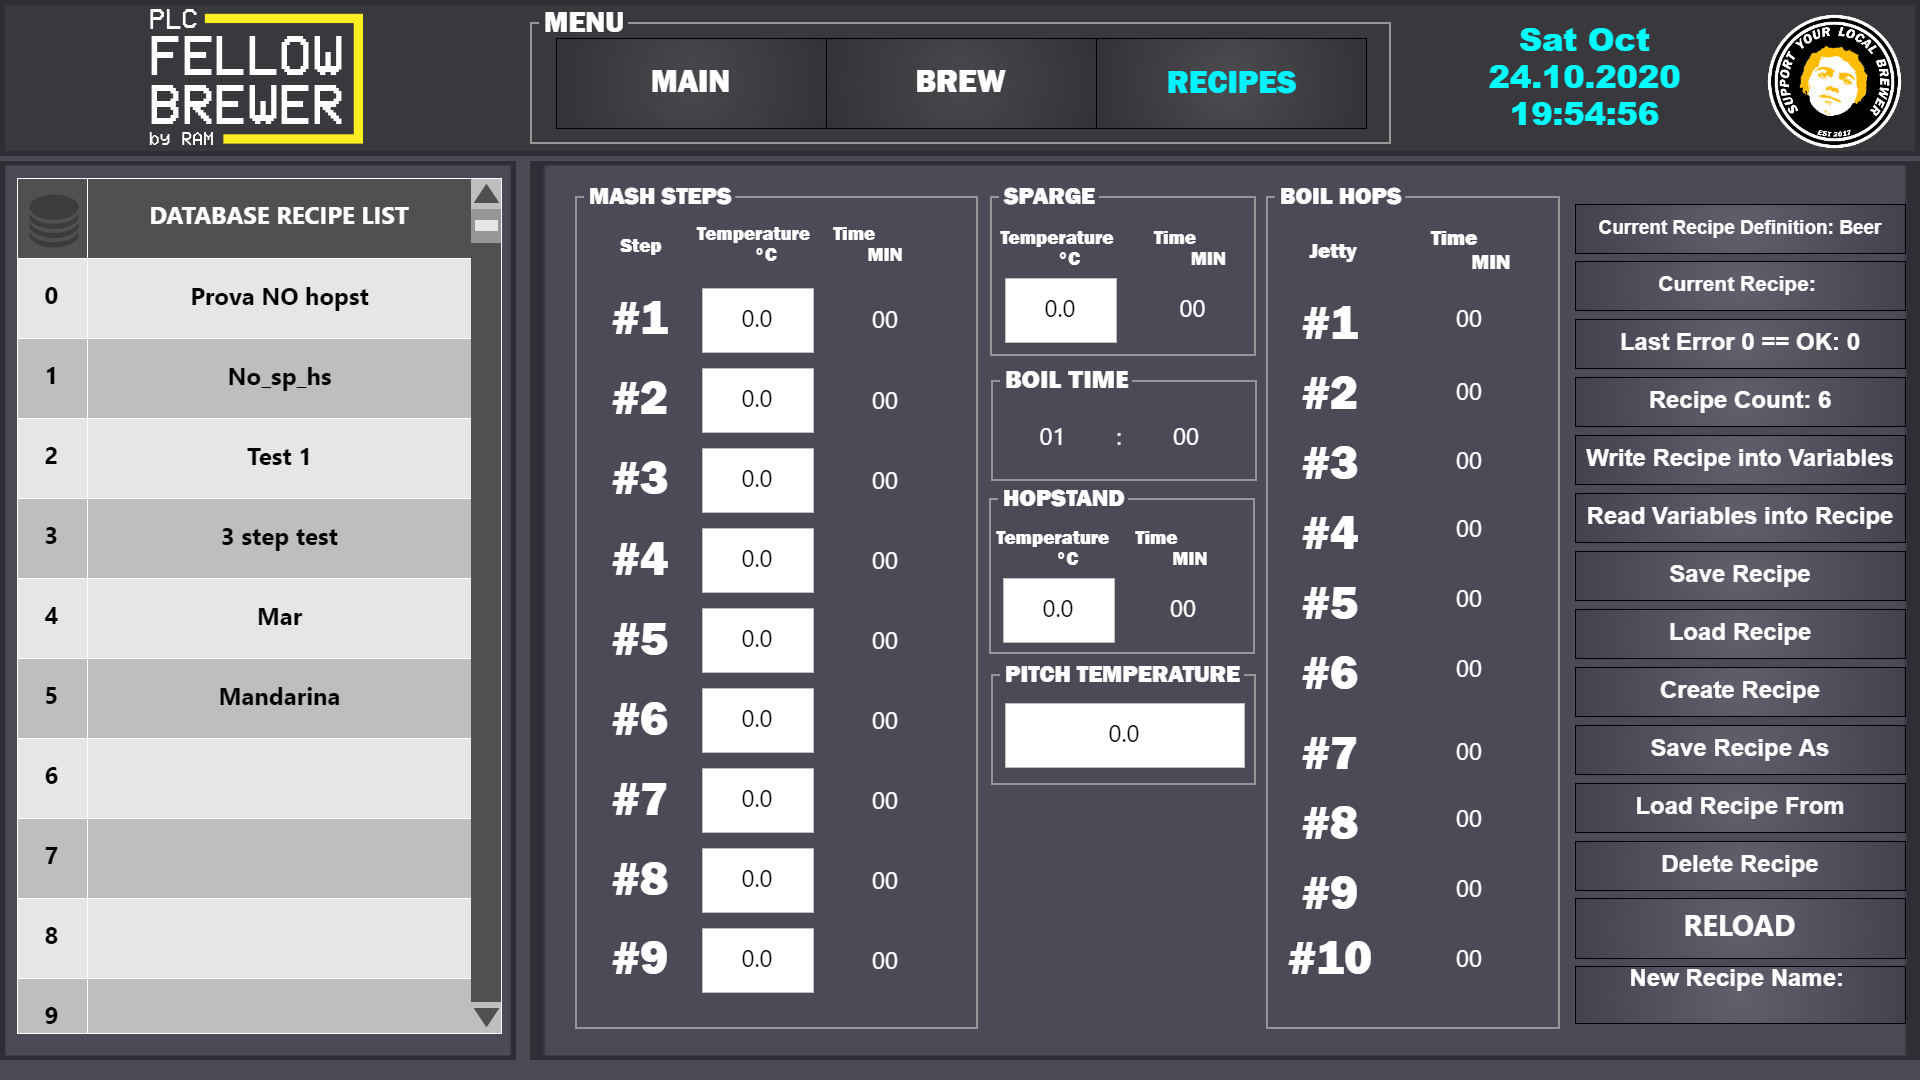 PLC
FELLOW
BREWER
by RAM
MENU
MAIN
BREW
RECIPES
Sat Oct
24.10.2020
19:54:56
SUPPORT YOUR LOCAL BREWER
EST 2017
DATABASE RECIPE LIST
0 Prova NO hopst
1 No_sp_hs
2 Test 1
3 3 step test
4 Mar
5 Mandarina
6
7
8
9
MASH STEPS
Step Temperature °C Time MIN
#1 0.0 00
#2 0.0 00
#3 0.0 00
#4 0.0 00
#5 0.0 00
#6 0.0 00
#7 0.0 00
#8 0.0 00
#9 0.0 00
SPARGE
Temperature °C Time MIN
0.0 00
BOIL TIME
01 : 00
HOPSTAND
Temperature °C Time MIN
0.0 00
PITCH TEMPERATURE
0.0
BOIL HOPS
Jetty Time MIN
#1 00
#2 00
#3 00
#4 00
#5 00
#6 00
#7 00
#8 00
#9 00
#10 00
Current Recipe Definition: Beer
Current Recipe:
Last Error 0 == OK: 0
Recipe Count: 6
Write Recipe into Variables
Read Variables into Recipe
Save Recipe
Load Recipe
Create Recipe
Save Recipe As
Load Recipe From
Delete Recipe
RELOAD
New Recipe Name: